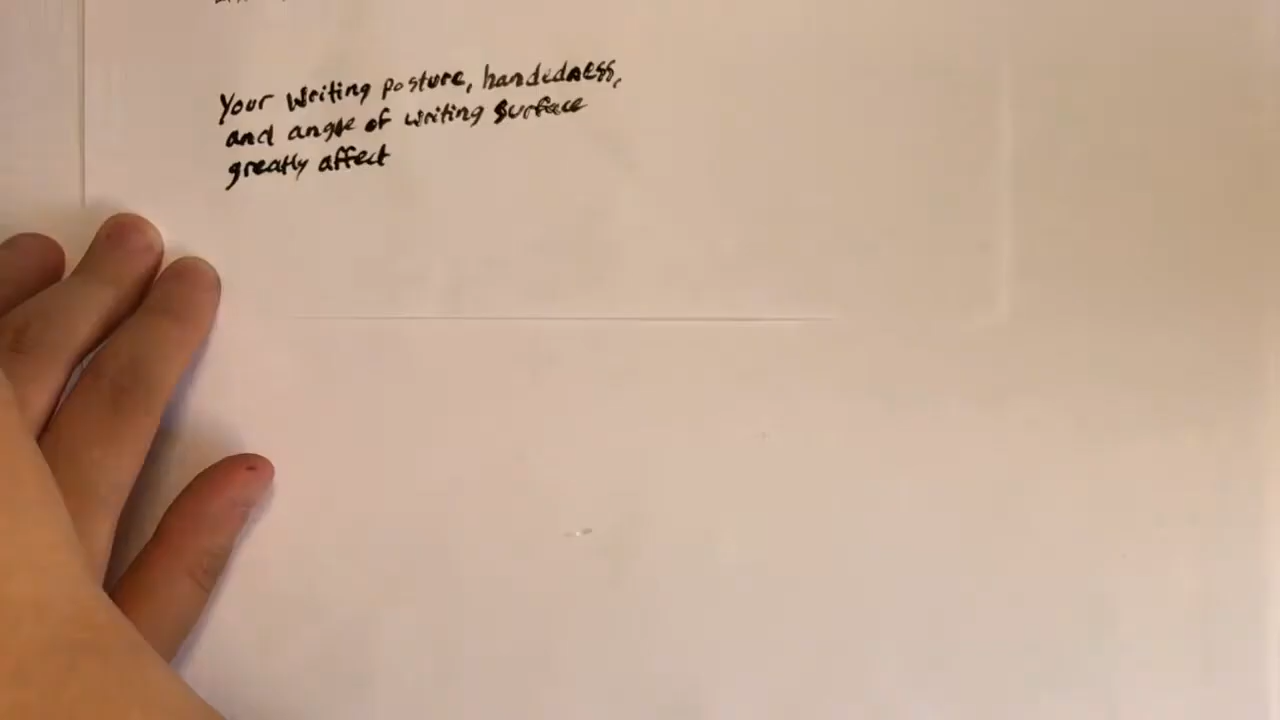 Your writing posture, handedness,
and angle of writing surface
greatly affect